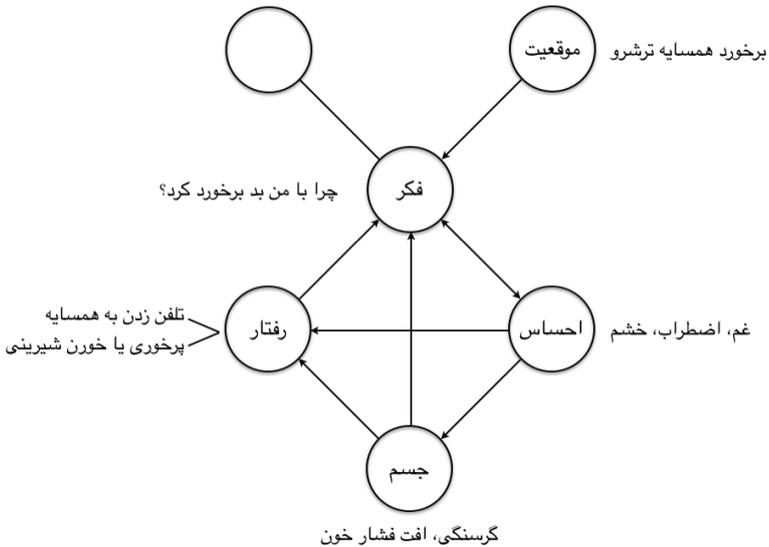 موقعیت
برخورد همسایه ترشرو
فکر
چرا با من بد برخورد کرد؟
احساس
غم، اضطراب، خشم
رفتار
تلفن زدن به همسایه
پرخوری یا خورن شیرینی
جسم
گرسنگی، افت فشار خون